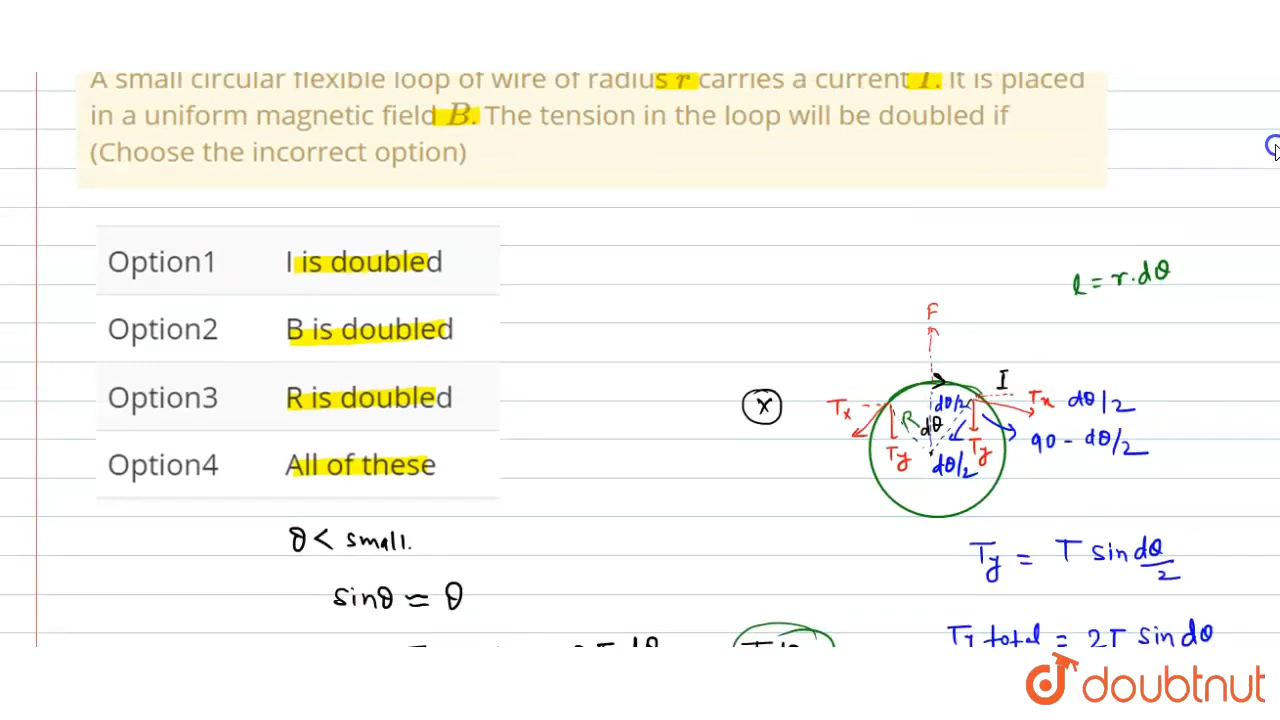 A small circular flexible loop of wire of radius r carries a current I. It is placed
in a uniform magnetic field B. The tension in the loop will be doubled if
(Choose the incorrect option)
Option1 I is doubled
Option2 B is doubled
Option3 R is doubled
Option4 All of these
l = r.dθ
F
I
x
Tx
dθ/2
R
dθ
Tx dθ/2
Ty
Ty
90 - dθ/2
dθ/2
θ < small.
Ty = T sin dθ/2
sinθ ≈ θ
Ty total = 2T sin dθ
doubtnut